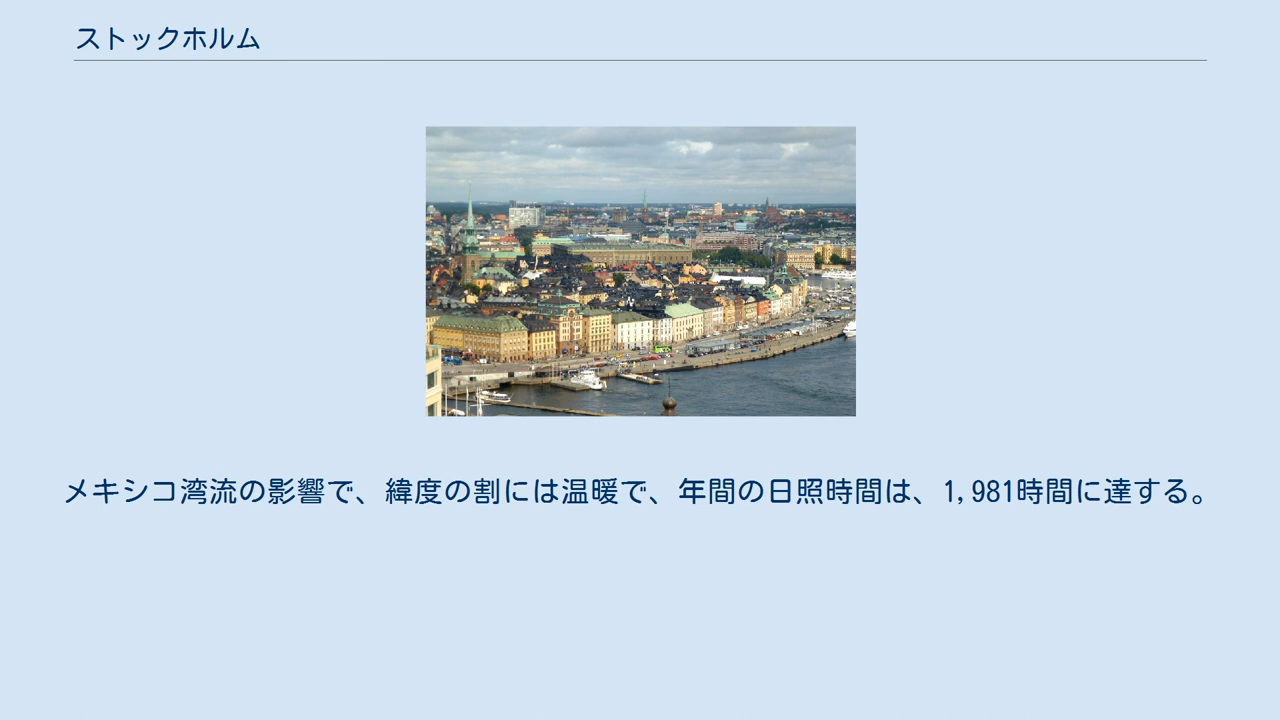 ストックホルム
メキシコ湾流の影響で、緯度の割には温暖で、年間の日照時間は、1,981時間に達する。